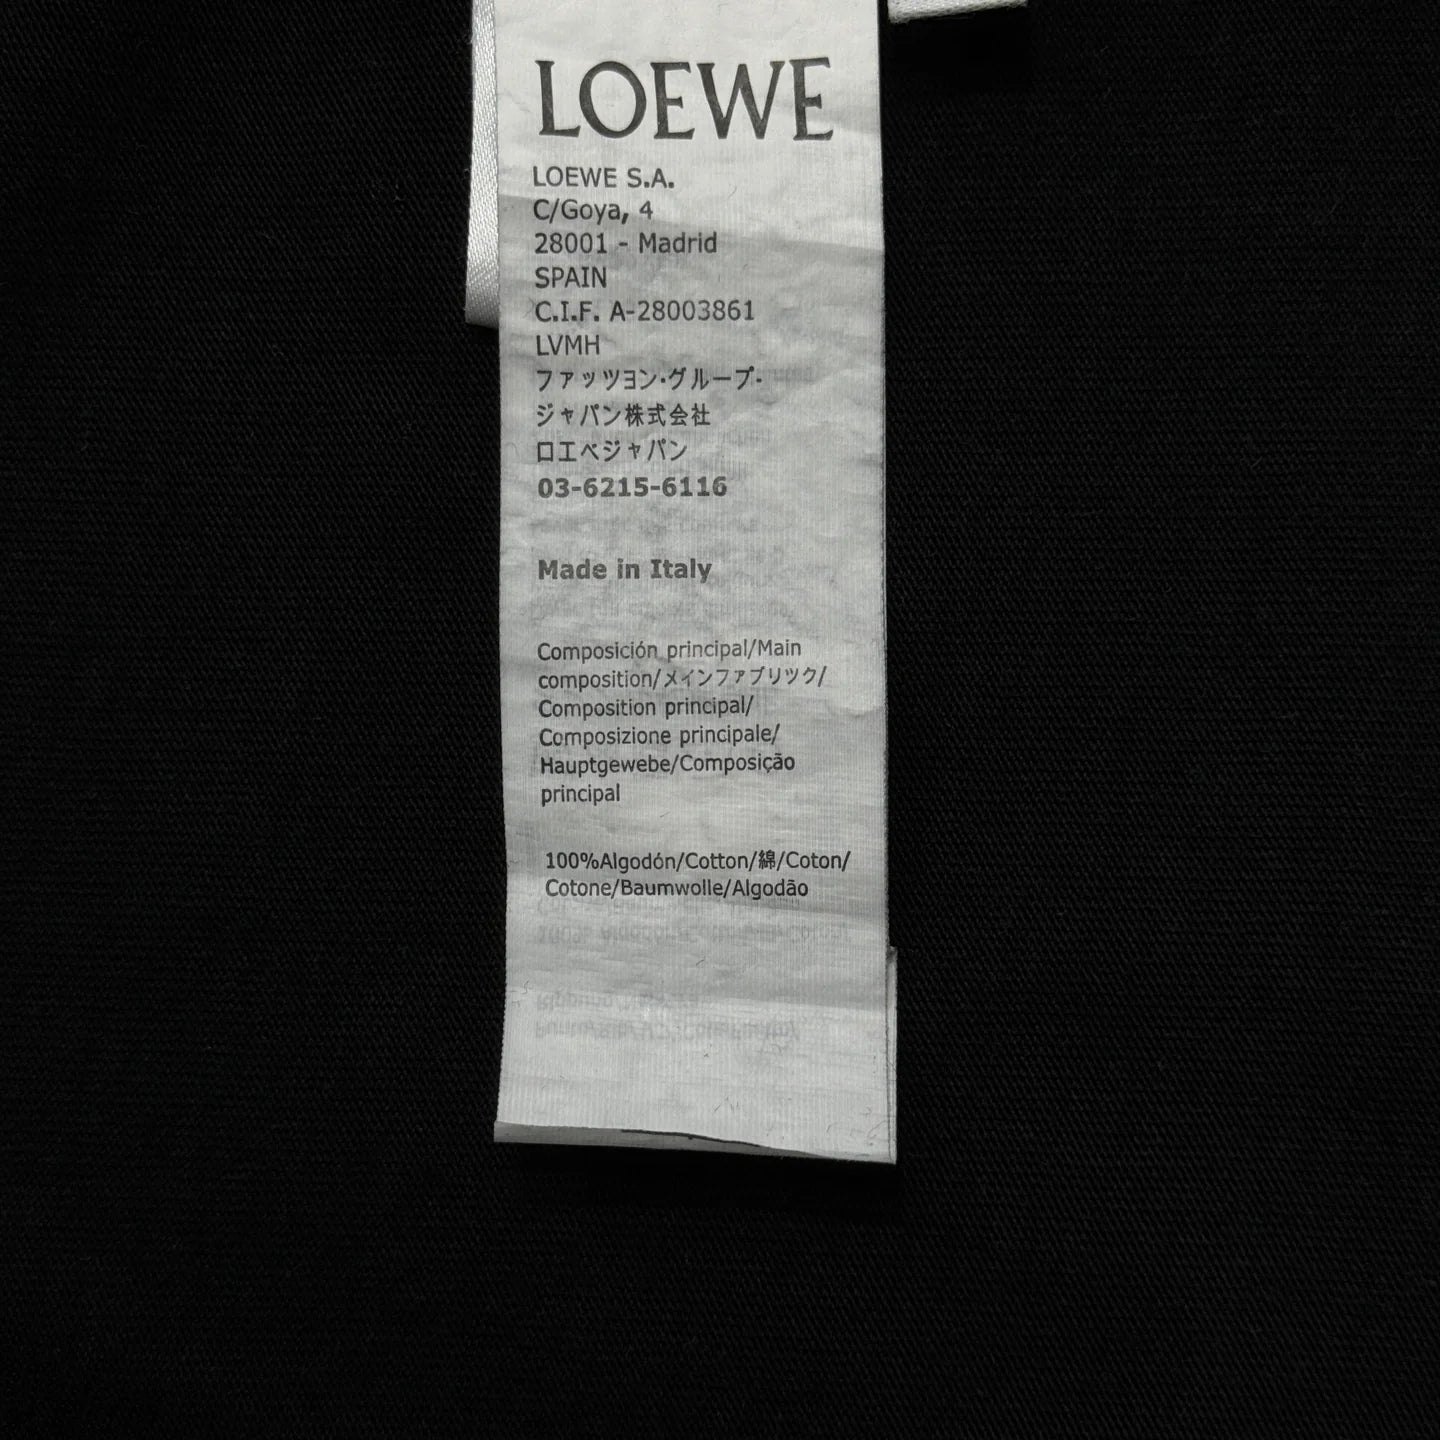 LOEWE
LOEWE S.A.
C/Goya, 4
28001 - Madrid
SPAIN
C.I.F. A-28003861
LVMH
ファッツヨン・グループ-
ジャパン株式会社
ロエベジャパン
03-6215-6116
Made in Italy
Composición principal/Main
composition/メインファブリツク/
Composition principal/
Composizione principale/
Hauptgewebe/Composição
principal
100%Algodón/Cotton/綿/Coton/
Cotone/Baumwolle/Algodão